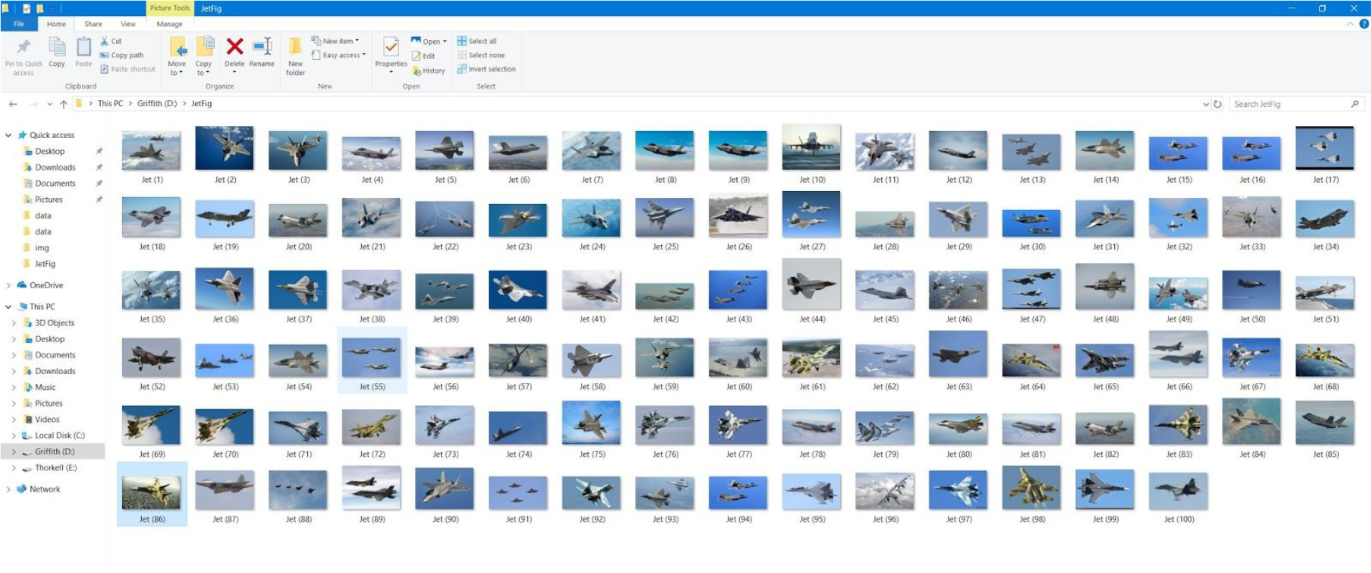 Picture Tools JetFig
File Home Share View Manage
Pin to Quick access
Copy
Paste
Cut
Copy path
Paste shortcut
Clipboard
Move to
Copy to
Delete
Rename
Organize
New folder
New item
Easy access
New
Properties
Open
Edit
History
Open
Select all
Select none
Invert selection
Select
This PC > Griffith (D:) > JetFig
Search JetFig
Quick access
Desktop
Downloads
Documents
Pictures
data
data
img
JetFig
OneDrive
This PC
3D Objects
Desktop
Documents
Downloads
Music
Pictures
Videos
Local Disk (C:)
Griffith (D:)
Thorkell (E:)
Network
Jet (1) Jet (2) Jet (3) Jet (4) Jet (5) Jet (6) Jet (7) Jet (8) Jet (9) Jet (10) Jet (11) Jet (12) Jet (13) Jet (14) Jet (15) Jet (16) Jet (17)
Jet (18) Jet (19) Jet (20) Jet (21) Jet (22) Jet (23) Jet (24) Jet (25) Jet (26) Jet (27) Jet (28) Jet (29) Jet (30) Jet (31) Jet (32) Jet (33) Jet (34)
Jet (35) Jet (36) Jet (37) Jet (38) Jet (39) Jet (40) Jet (41) Jet (42) Jet (43) Jet (44) Jet (45) Jet (46) Jet (47) Jet (48) Jet (49) Jet (50) Jet (51)
Jet (52) Jet (53) Jet (54) Jet (55) Jet (56) Jet (57) Jet (58) Jet (59) Jet (60) Jet (61) Jet (62) Jet (63) Jet (64) Jet (65) Jet (66) Jet (67) Jet (68)
Jet (69) Jet (70) Jet (71) Jet (72) Jet (73) Jet (74) Jet (75) Jet (76) Jet (77) Jet (78) Jet (79) Jet (80) Jet (81) Jet (82) Jet (83) Jet (84) Jet (85)
Jet (86) Jet (87) Jet (88) Jet (89) Jet (90) Jet (91) Jet (92) Jet (93) Jet (94) Jet (95) Jet (96) Jet (97) Jet (98) Jet (99) Jet (100)